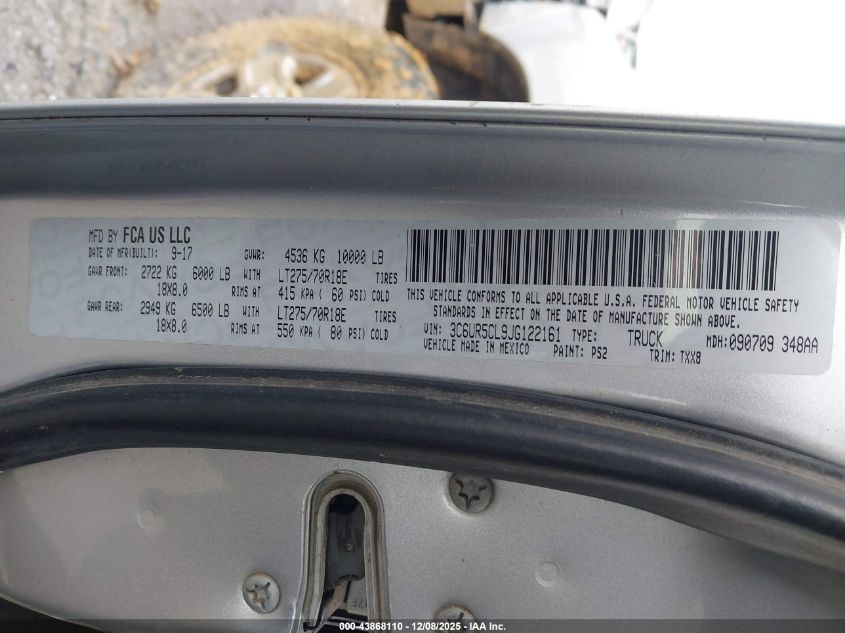 MFD BY FCA US LLC
DATE OF MFR(BUILT): 9-17 GVWR: 4536 KG 10000 LB
GAWR FRONT: 2722 KG 6000 LB WITH LT275/70R18E TIRES
18X8.0 RIMS AT 415 KPA ( 60 PSI) COLD
GAWR REAR: 2949 KG 6500 LB WITH LT275/70R18E TIRES
18X8.0 RIMS AT 550 KPA ( 80 PSI) COLD
THIS VEHICLE CONFORMS TO ALL APPLICABLE U.S.A. FEDERAL MOTOR VEHICLE SAFETY
STANDARDS IN EFFECT ON THE DATE OF MANUFACTURE SHOWN ABOVE.
VIN: 3C6UR5CL9JG122161 TYPE: TRUCK MDH:090709 348AA
VEHICLE MADE IN MEXICO PAINT: PS2 TRIM: TXX8
000-43868110 - 12/08/2025 - IAA Holdings, LLC.